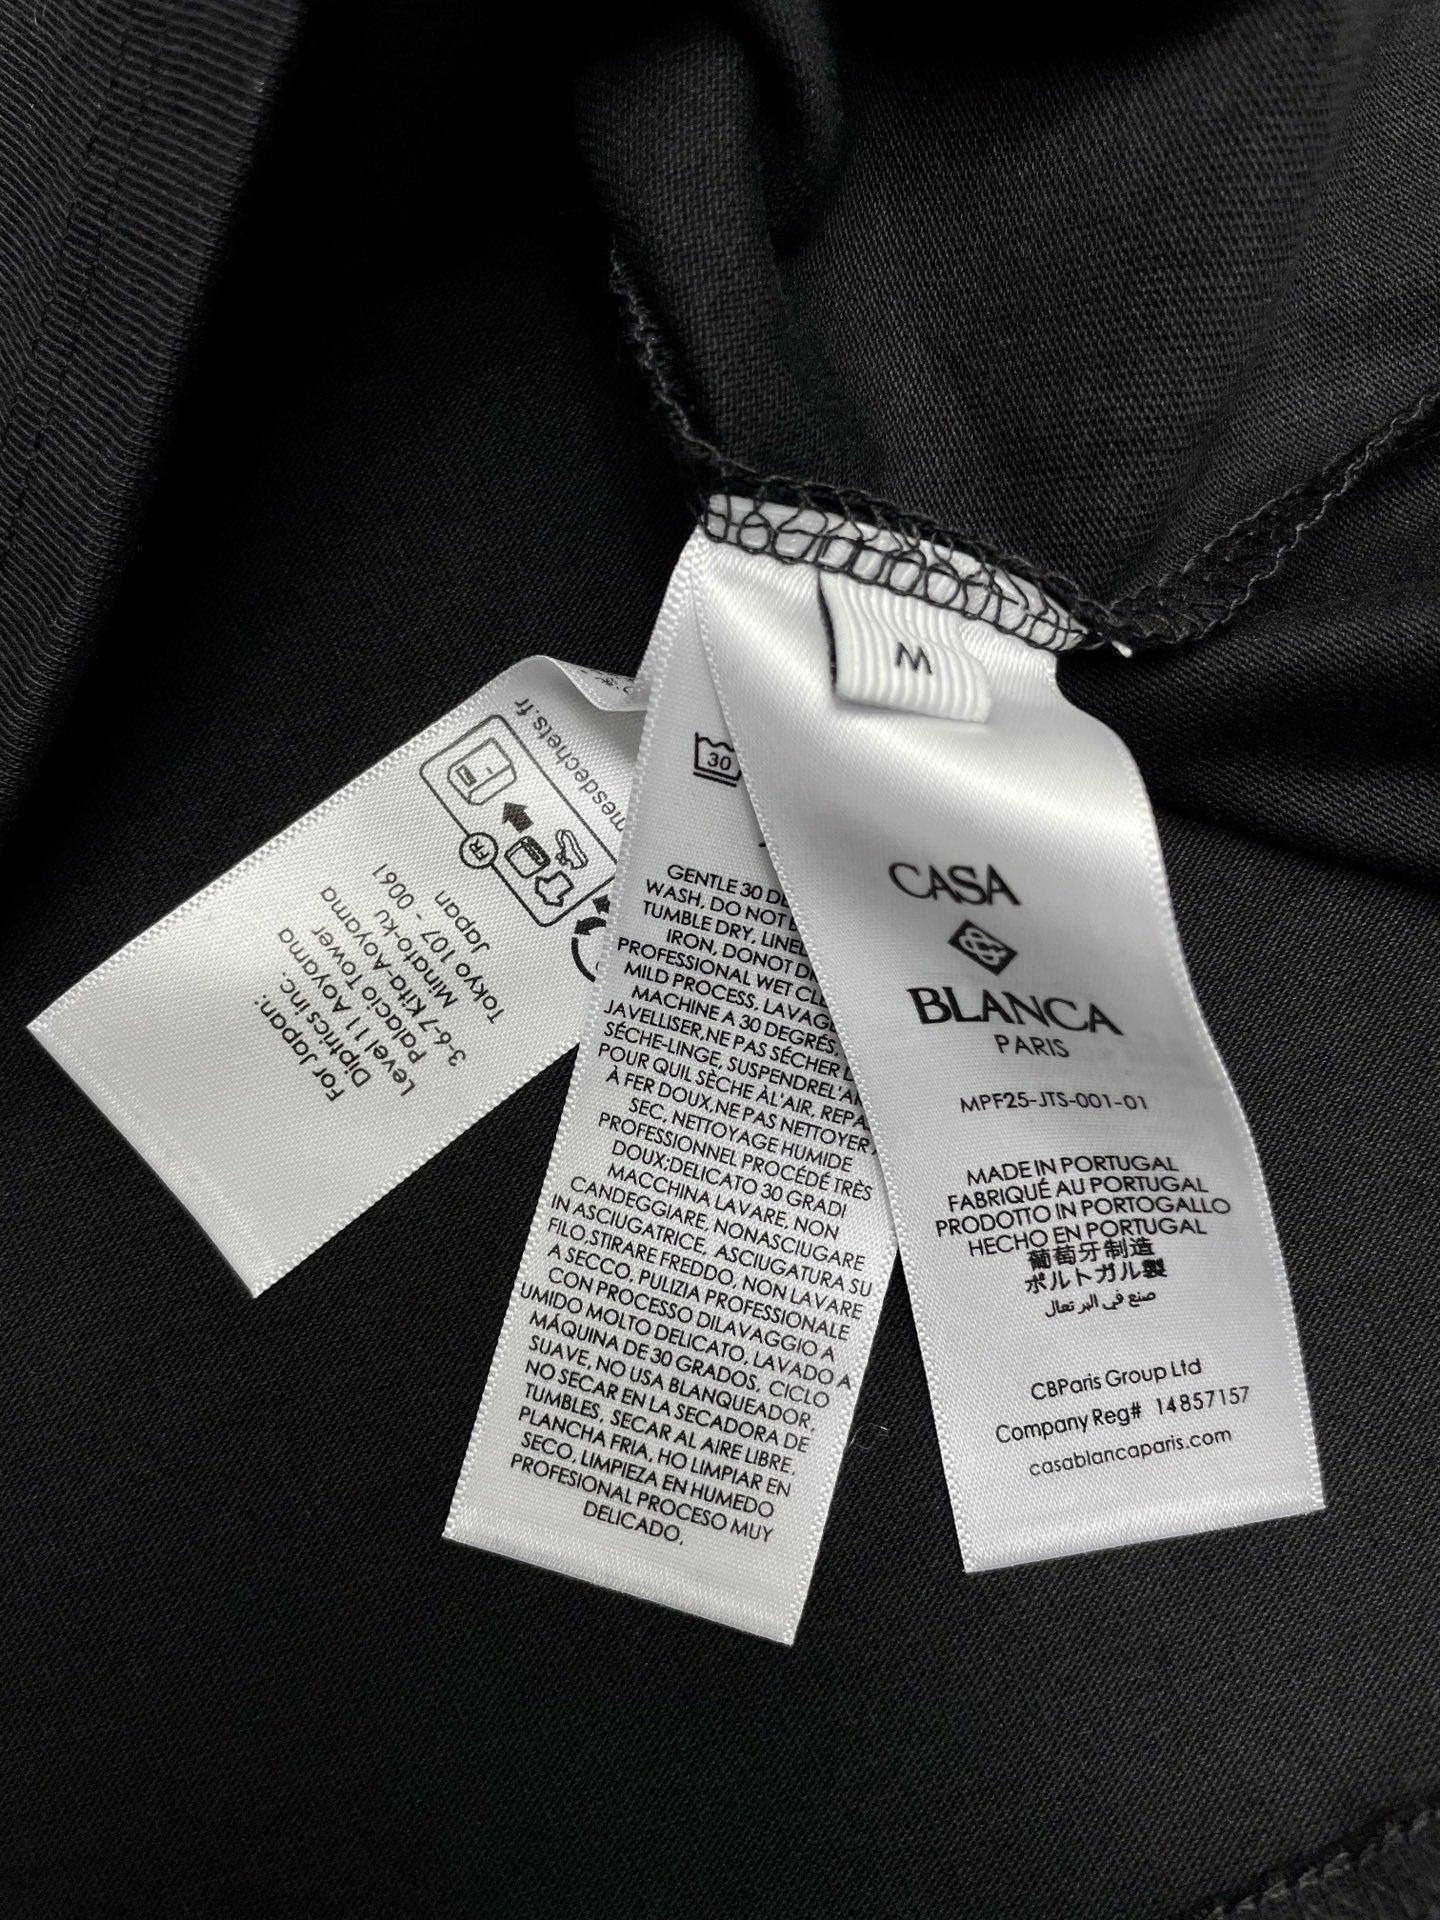 M
CASA
BLANCA
PARIS
MPF25-JTS-001-01
MADE IN PORTUGAL
FABRIQUÉ AU PORTUGAL
PRODOTTO IN PORTOGALLO
HECHO EN PORTUGAL
葡萄牙制造
ポルトガル製
صنع في البرتغال
CBParis Group Ltd
Company Reg# 14857157
casablancaparis.com
30
GENTLE 30
WASH, DO NOT
TUMBLE DRY, LINE
IRON, DONOT
PROFESSIONAL WET
MILD PROCESS, LAVAGE
MACHINE A 30 DEGRÉS,
JAVELLISER,NE PAS SÉCHER
SÉCHE-LINGE, SUSPENDREL'
POUR QUIL SÈCHE ÀL'AIR, REPA
À FER DOUX,NE PAS NETTOYER
SEC, NETTOYAGE HUMIDE
PROFESSIONNEL PROCÉDÉ TRÈS
DOUX;DELICATO 30 GRADI
MACCHINA LAVARE, NON
CANDEGGIARE, NONASCIUGARE
IN ASCIUGATRICE, ASCIUGATURA SU
FILO,STIRARE FREDDO, NON LAVARE
A SECCO, PULIZIA PROFESSIONALE
CON PROCESSO DILAVAGGIO A
UMIDO MOLTO DELICATO, LAVADO A
MÁQUINA DE 30 GRADOS, CICLO
SUAVE, NO USA BLANQUEADOR,
NO SECAR EN LA SECADORA DE
TUMBLES, SECAR AL AIRE LIBRE,
PLANCHA FRIA, HO LIMPIAR EN
SECO, LIMPIEZA EN HUMEDO
PROFESIONAL PROCESO MUY
DELICADO,
mesdechets.fr
FR
For Japan:
Diptrics inc.
Level 11 Aoyama
Palacio Tower
3-6-7 Kita-Aoyama
Minato-ku
Tokyo 107 - 0061
Japan